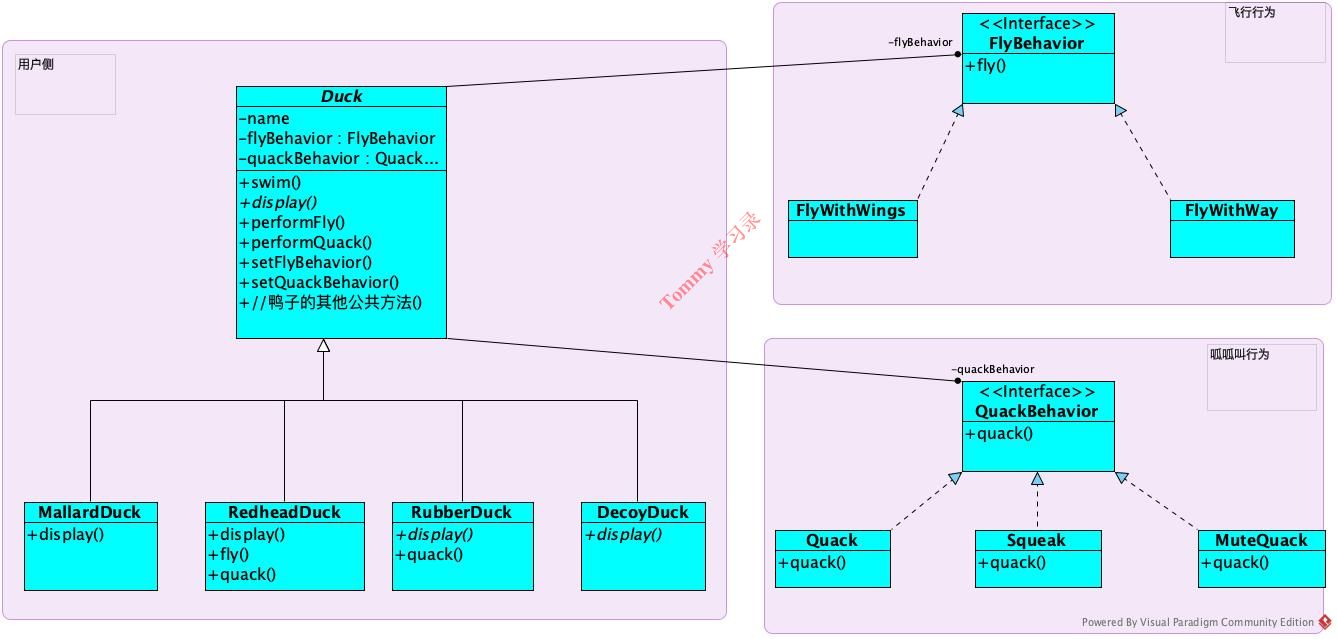 用户侧
Duck
-name
-flyBehavior : FlyBehavior
-quackBehavior : Quack...
+swim()
+display()
+performFly()
+performQuack()
+setFlyBehavior()
+setQuackBehavior()
+//鸭子的其他公共方法()
MallardDuck
+display()
RedheadDuck
+display()
+fly()
+quack()
RubberDuck
+display()
+quack()
DecoyDuck
+display()
Tommy 学习录
飞行行为
-flyBehavior
<<Interface>>
FlyBehavior
+fly()
FlyWithWings
FlyWithWay
呱呱叫行为
-quackBehavior
<<Interface>>
QuackBehavior
+quack()
Quack
+quack()
Squeak
+quack()
MuteQuack
+quack()
Powered By Visual Paradigm Community Edition